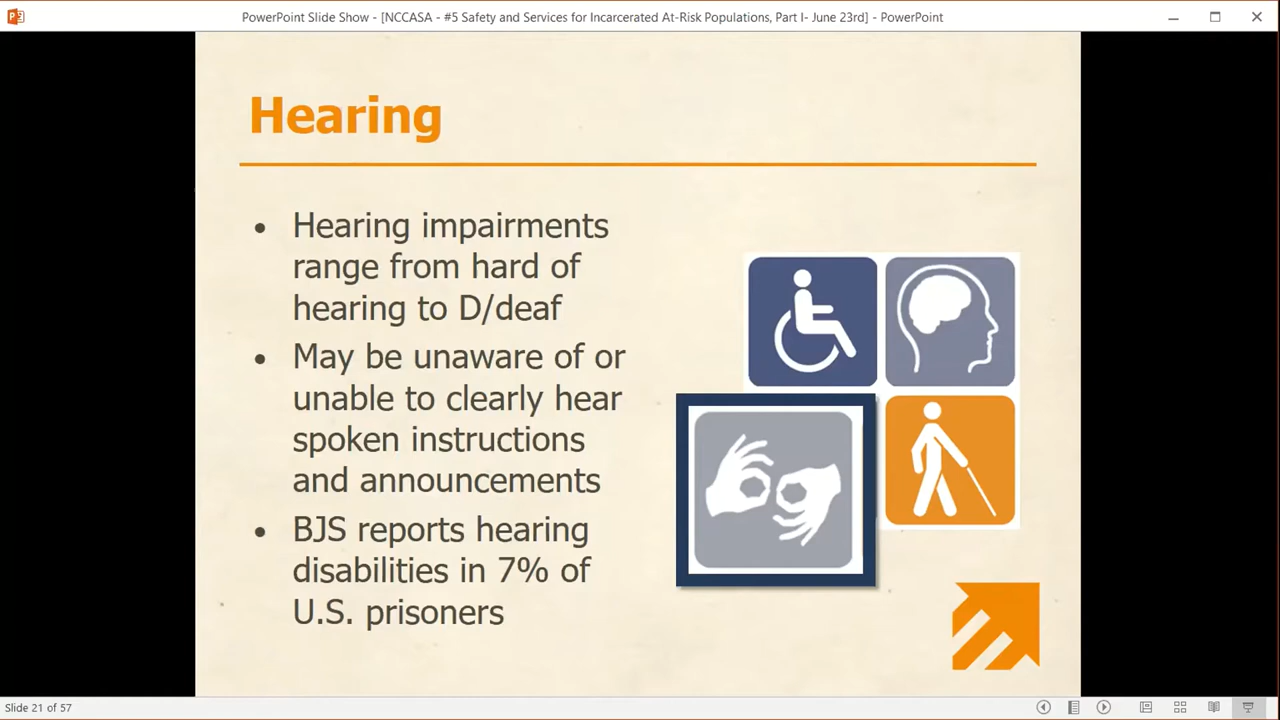 PowerPoint Slide Show - [NCCASA - #5 Safety and Services for Incarcerated At-Risk Populations, Part I- June 23rd] - PowerPoint
Hearing
• Hearing impairments
range from hard of
hearing to D/deaf
• May be unaware of or
unable to clearly hear
spoken instructions
and announcements
• BJS reports hearing
disabilities in 7% of
U.S. prisoners
Slide 21 of 57